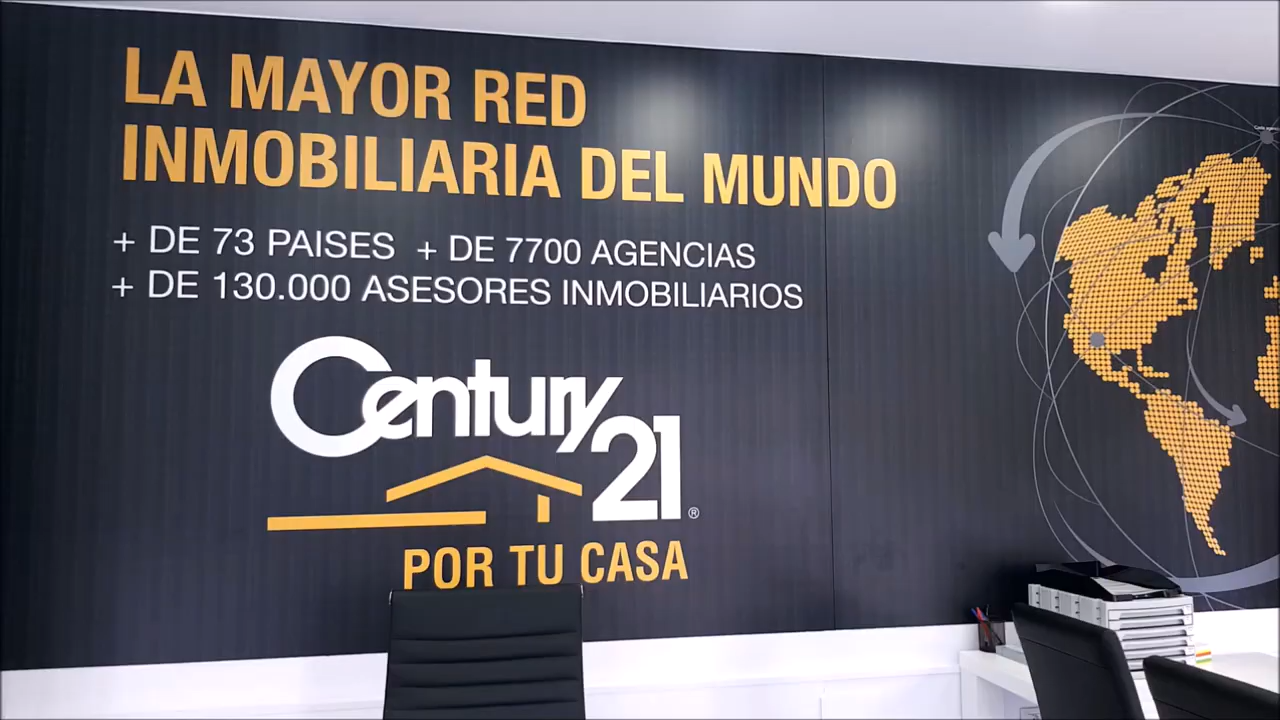 LA MAYOR RED
INMOBILIARIA DEL MUNDO
+ DE 73 PAISES + DE 7700 AGENCIAS
+ DE 130.000 ASESORES INMOBILIARIOS
Century
21®
POR TU CASA